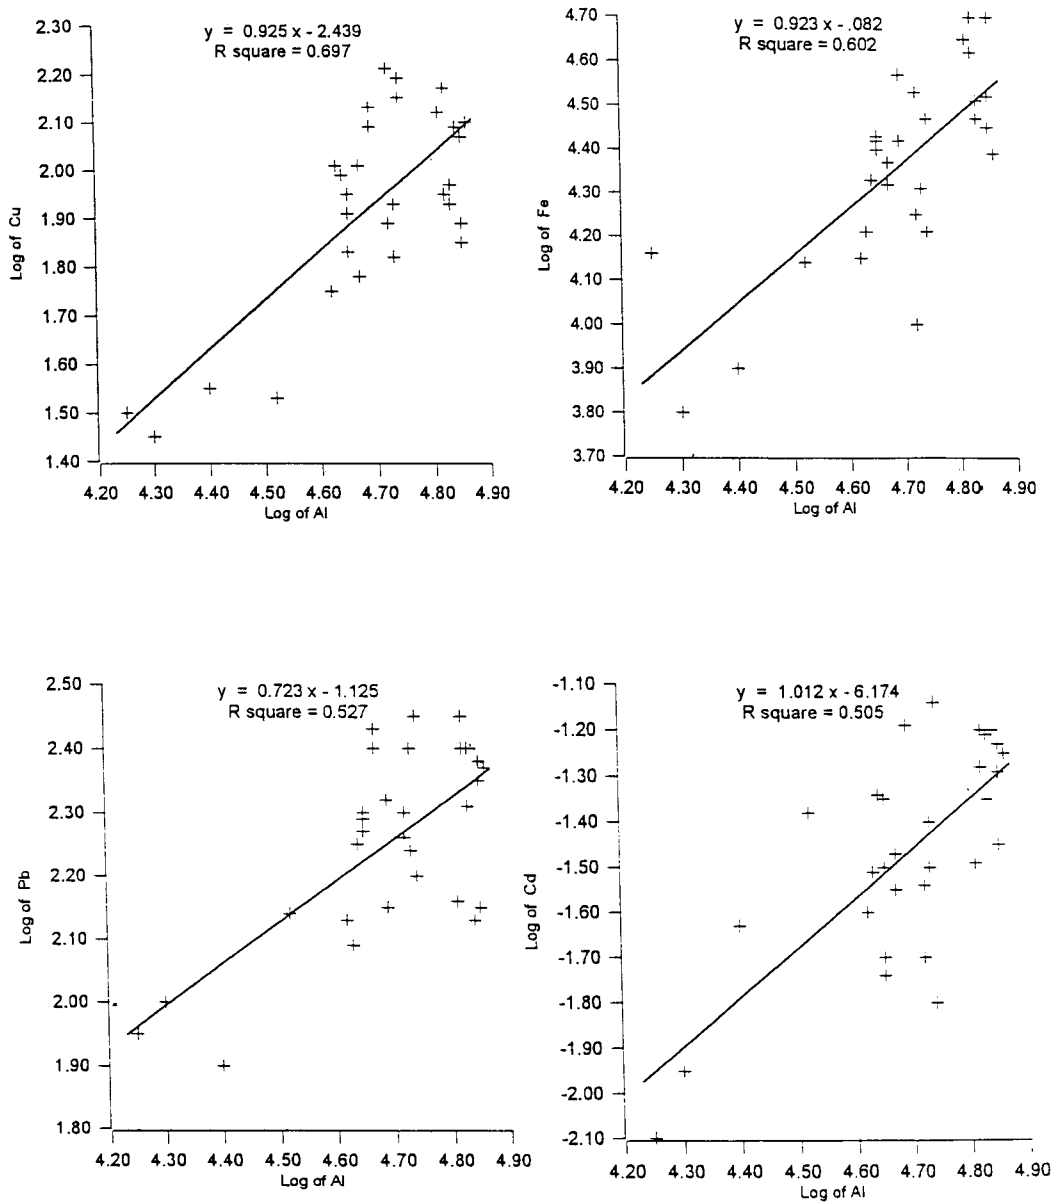 y = 0.925 x - 2.439
R square = 0.697
2.30
2.20
2.10
2.00
1.90
1.80
1.70
1.60
1.50
1.40
Log of Cu
4.20 4.30 4.40 4.50 4.60 4.70 4.80 4.90
Log of Al
y = 0.923 x - .082
R square = 0.602
4.70
4.60
4.50
4.40
4.30
4.20
4.10
4.00
3.90
3.80
3.70
Log of Fe
4.20 4.30 4.40 4.50 4.60 4.70 4.80 4.90
Log of Al
y = 0.723 x - 1.125
R square = 0.527
2.50
2.40
2.30
2.20
2.10
2.00
1.90
1.80
Log of Pb
4.20 4.30 4.40 4.50 4.60 4.70 4.80 4.90
Log of Al
y = 1.012 x - 6.174
R square = 0.505
-1.10
-1.20
-1.30
-1.40
-1.50
-1.60
-1.70
-1.80
-1.90
-2.00
-2.10
Log of Cd
4.20 4.30 4.40 4.50 4.60 4.70 4.80 4.90
Log of Al